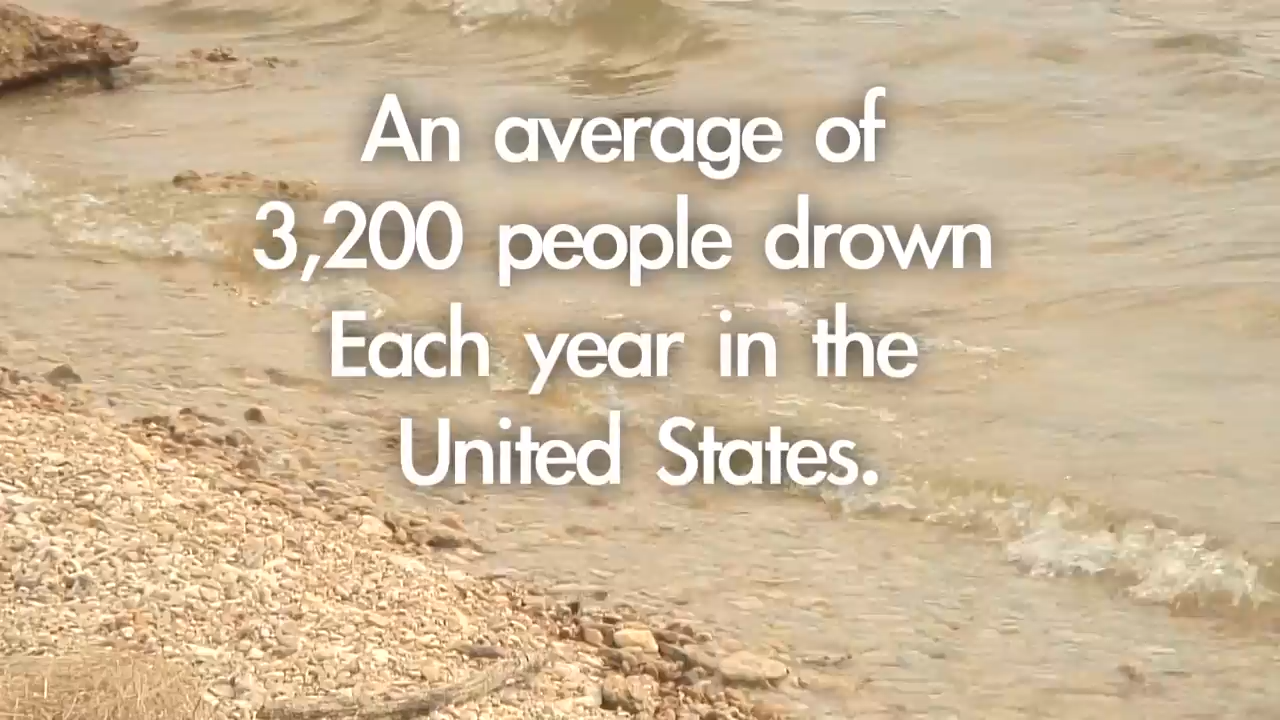 An average of
3,200 people drown
Each year in the
United States.